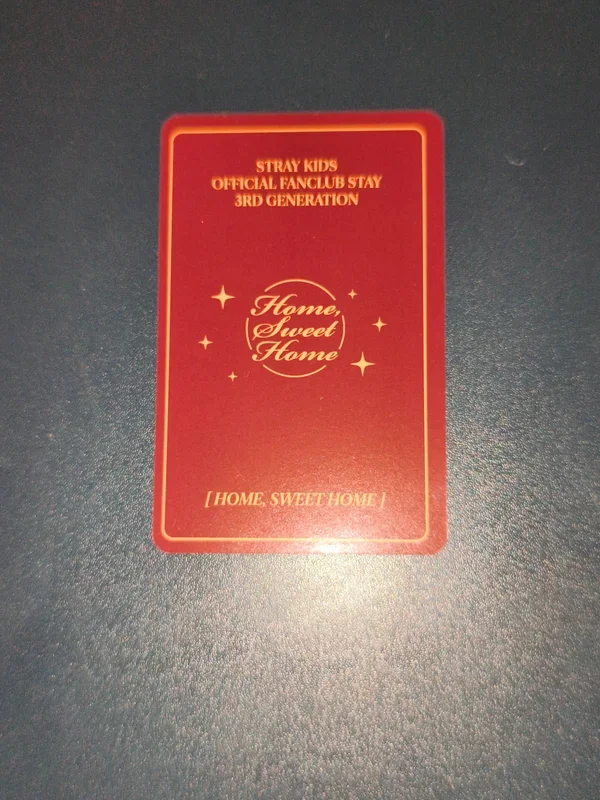 STRAY KIDS
OFFICIAL FANCLUB STAY
3RD GENERATION
Home,
Sweet
Home
[ HOME, SWEET HOME ]